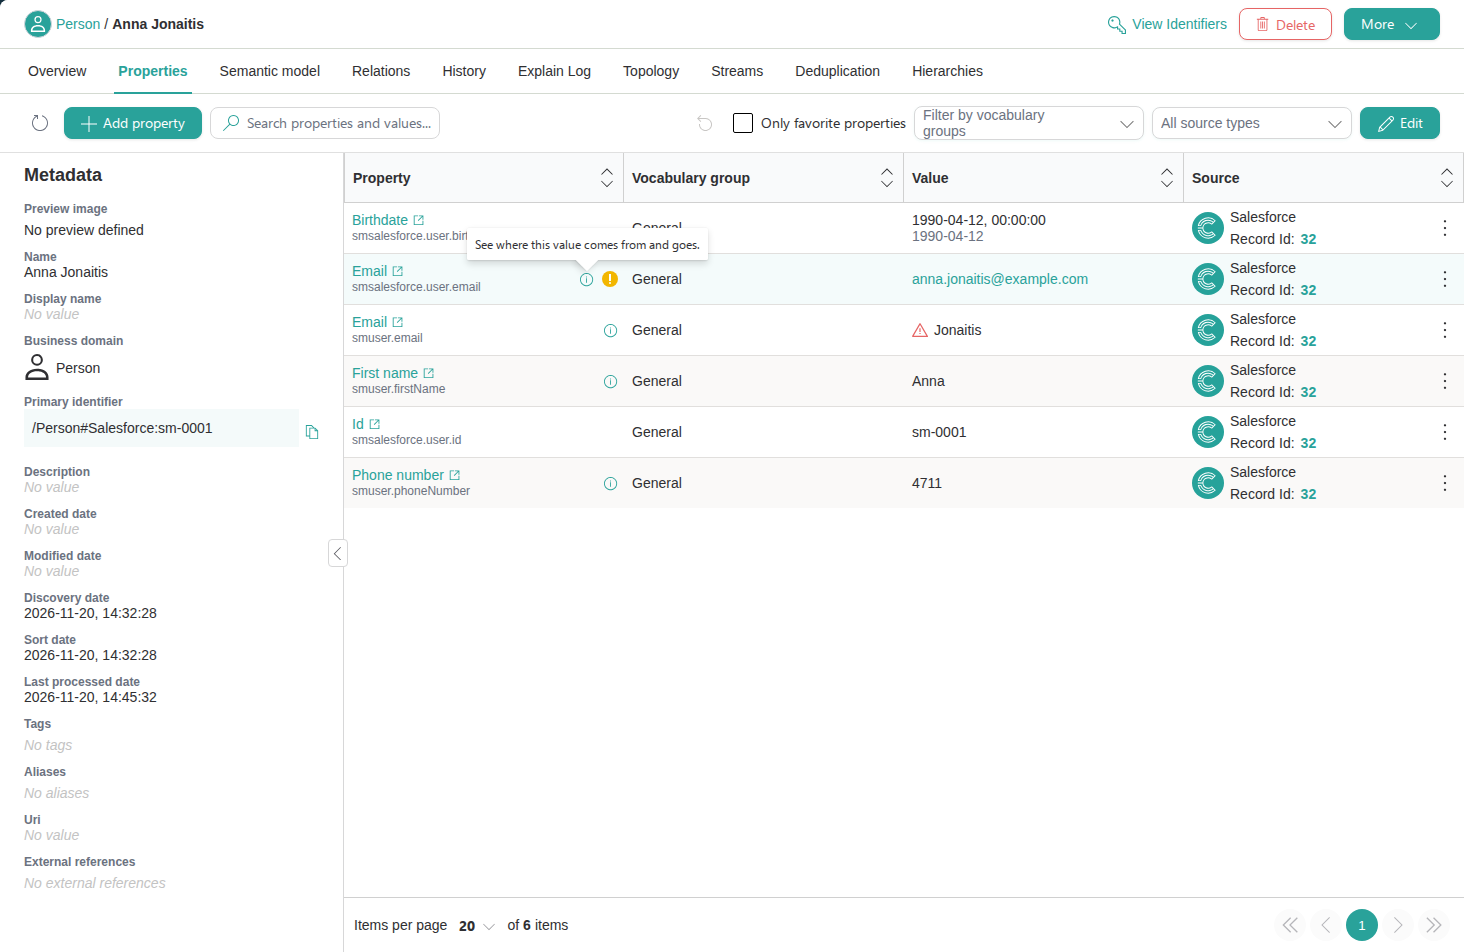 Person / Anna Jonaitis
View Identifiers
Delete
More
Overview
Properties
Semantic model
Relations
History
Explain Log
Topology
Streams
Deduplication
Hierarchies
Add property
Search properties and values...
Only favorite properties
Filter by vocabulary
groups
All source types
Edit
Metadata
Preview image
No preview defined
Name
Anna Jonaitis
Display name
No value
Business domain
Person
Primary identifier
/Person#Salesforce:sm-0001
Description
No value
Created date
No value
Modified date
No value
Discovery date
2026-11-20, 14:32:28
Sort date
2026-11-20, 14:32:28
Last processed date
2026-11-20, 14:45:32
Tags
No tags
Aliases
No aliases
Uri
No value
External references
No external references
Property
Vocabulary group
Value
Source
Birthdate
smsalesforce.user.birt
General
1990-04-12, 00:00:00
1990-04-12
Salesforce
Record Id: 32
See where this value comes from and goes.
Email
smsalesforce.user.email
General
anna.jonaitis@example.com
Salesforce
Record Id: 32
Email
smuser.email
General
Jonaitis
Salesforce
Record Id: 32
First name
smuser.firstName
General
Anna
Salesforce
Record Id: 32
Id
smsalesforce.user.id
General
sm-0001
Salesforce
Record Id: 32
Phone number
smuser.phoneNumber
General
4711
Salesforce
Record Id: 32
Items per page 20 of 6 items
1